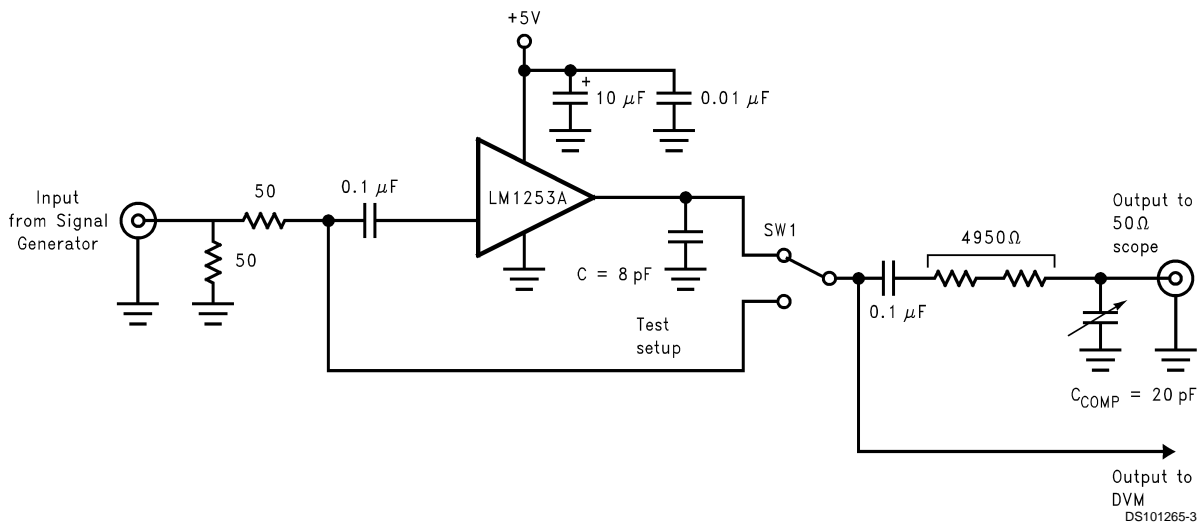 +5V
+
10 μF
0.01 μF
Input
from Signal
Generator
50
50
0.1 μF
LM1253A
C = 8 pF
SW1
Test
setup
4950Ω
0.1 μF
Output to
50Ω
scope
CCOMP = 20 pF
Output to
DVM
DS101265-3